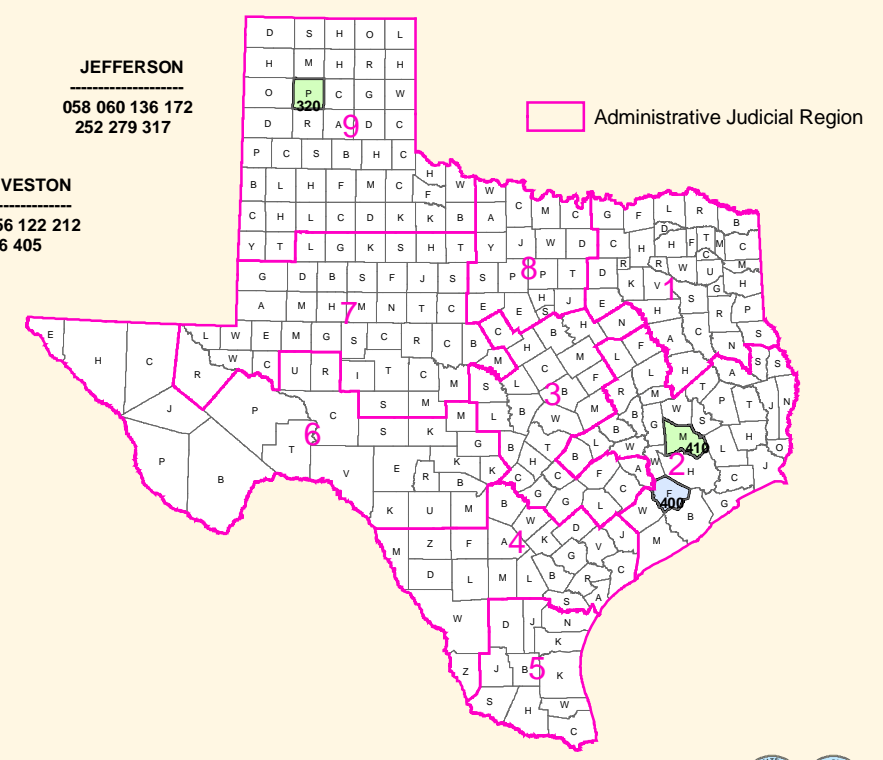 JEFFERSON
---------------------
058 060 136 172
252 279 317
VESTON
-------------
56 122 212
6 405
Administrative Judicial Region
D S H O L
H M H R H
O P C G W
320
D R A D C
9
P C S B H C
B L H F M C F H W W
C H L C D K K B A C M C G F L R B
Y T L G K S H T Y J W D C H D H F T M C
8
G D B S F J S S P P T D R K R V W C U M H
1
A M H M N T C E E H S J E H S G R P
7
E H C L W E M G S C R C B C H B H N A C N S
W C R U R I T C M M L C M L F H A S S
3
J P C S M S L B F R L T P T J N
6
T S K M L B W M B M W S
G M L H O
410
2
P B V E R K B G K B H T B L W W H C J
C G G F A C L F
400
K U M B W K D W M B G
4
M Z F A G V J
D L M L B R C
S A
W D J N
K
5
Z J B K
S H W
C